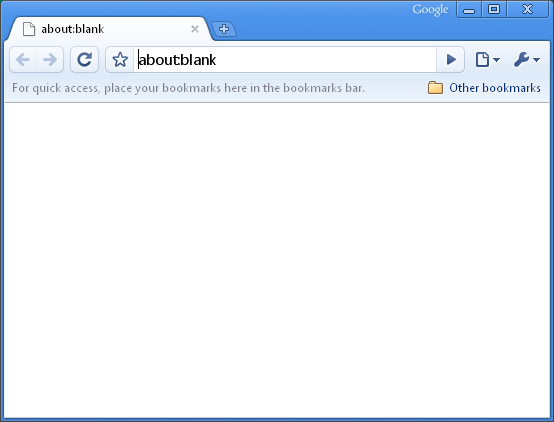 Google
about:blank
about:blank
For quick access, place your bookmarks here in the bookmarks bar. Other bookmarks